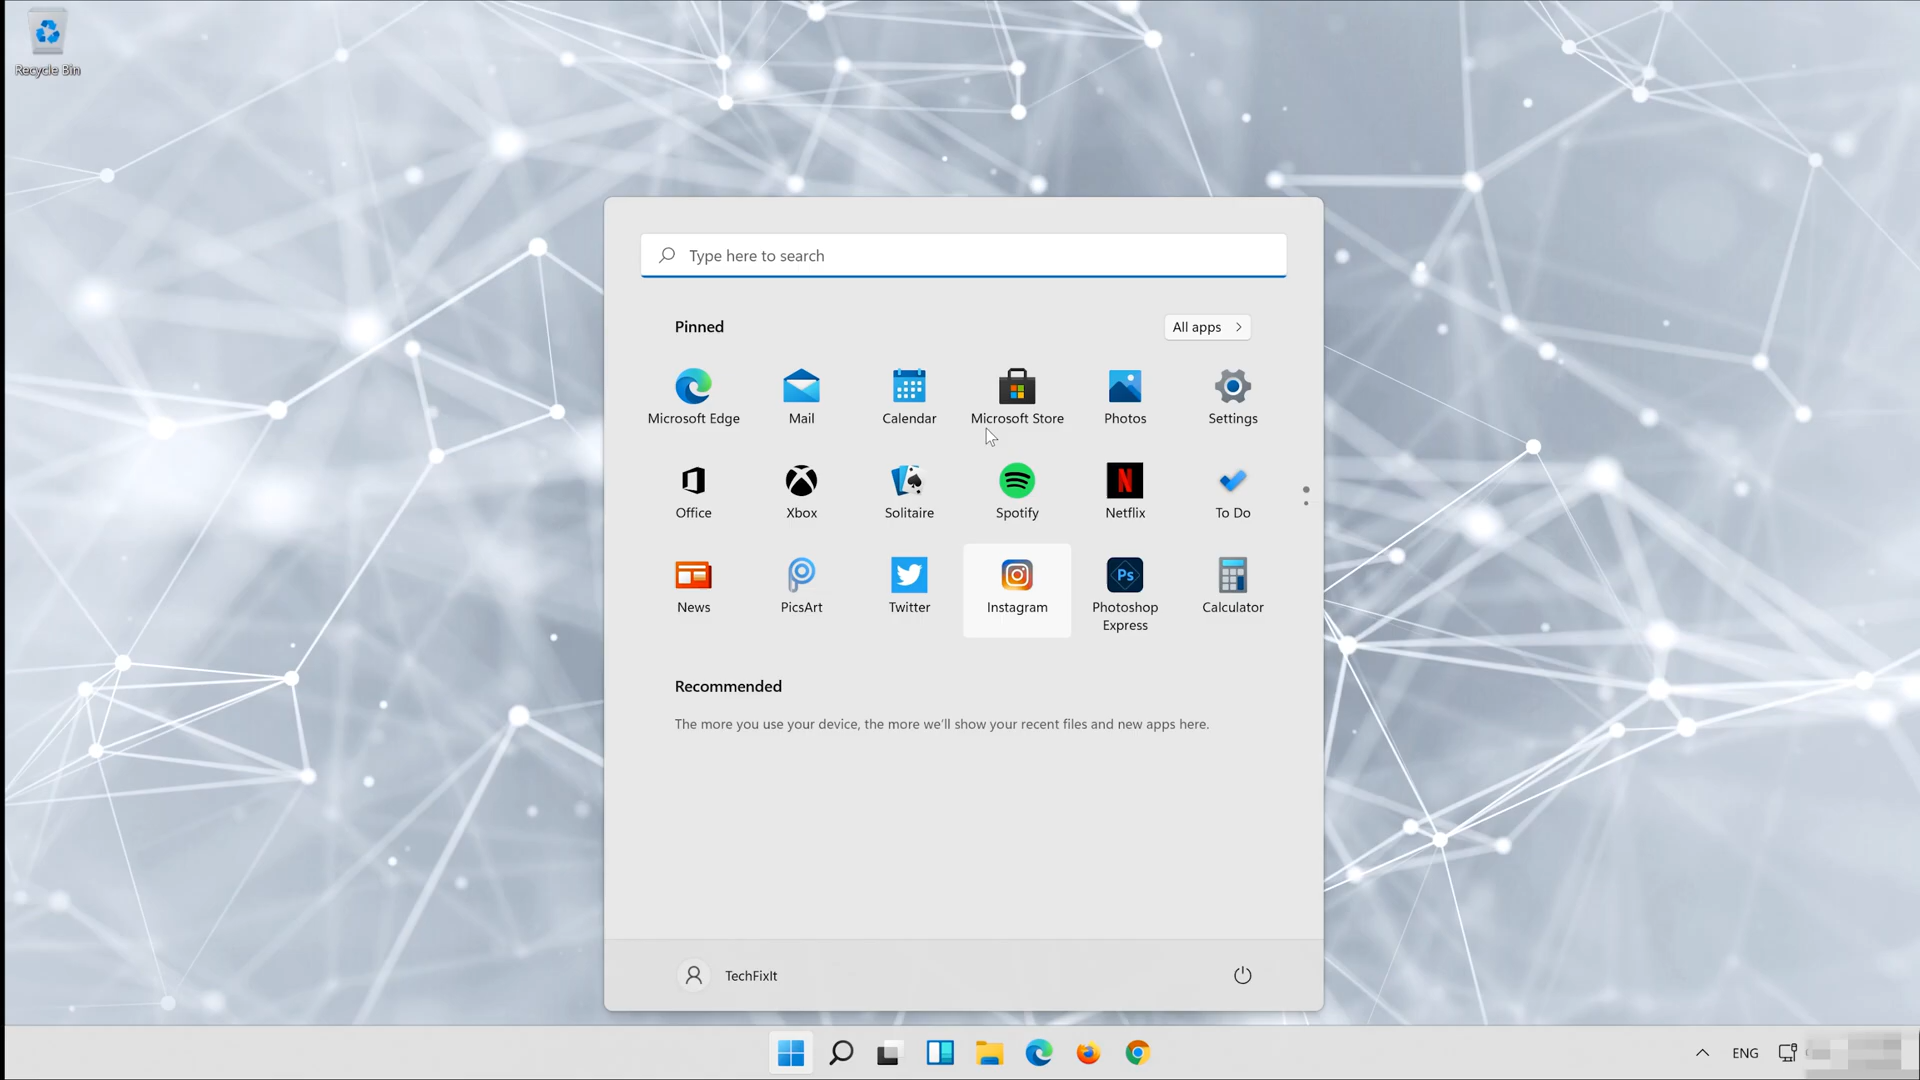 Recycle Bin
Type here to search
Pinned
All apps
Microsoft Edge
Mail
Calendar
Microsoft Store
Photos
Settings
Office
Xbox
Solitaire
Spotify
Netflix
To Do
News
PicsArt
Twitter
Instagram
Ps
Photoshop
Express
Calculator
Recommended
The more you use your device, the more we’ll show your recent files and new apps here.
TechFixIt
ENG